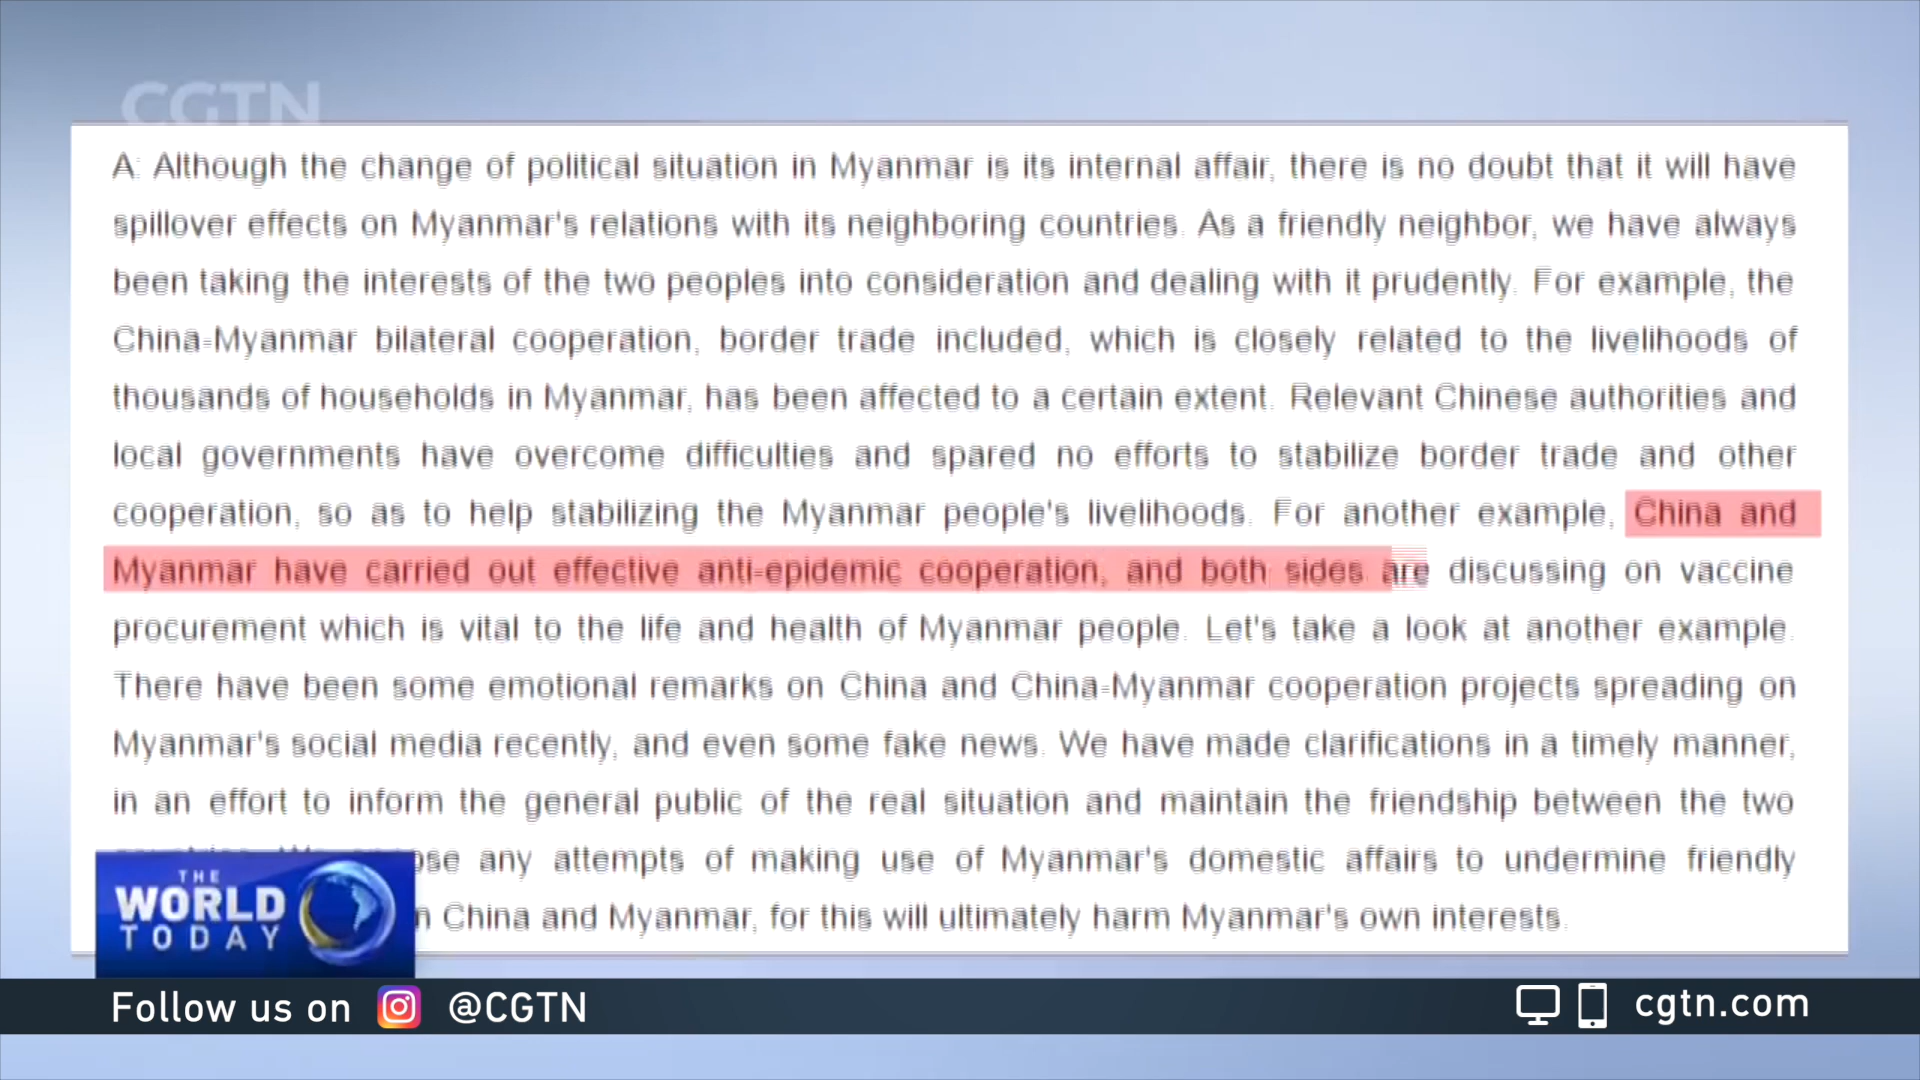 CGTN
A: Although the change of political situation in Myanmar is its internal affair, there is no doubt that it will have
spillover effects on Myanmar's relations with its neighboring countries. As a friendly neighbor, we have always
been taking the interests of the two peoples into consideration and dealing with it prudently. For example, the
China-Myanmar bilateral cooperation, border trade included, which is closely related to the livelihoods of
thousands of households in Myanmar, has been affected to a certain extent. Relevant Chinese authorities and
local governments have overcome difficulties and spared no efforts to stabilize border trade and other
cooperation, so as to help stabilizing the Myanmar people's livelihoods. For another example, China and
Myanmar have carried out effective anti-epidemic cooperation, and both sides are discussing on vaccine
procurement which is vital to the life and health of Myanmar people. Let's take a look at another example.
There have been some emotional remarks on China and China-Myanmar cooperation projects spreading on
Myanmar's social media recently, and even some fake news. We have made clarifications in a timely manner,
in an effort to inform the general public of the real situation and maintain the friendship between the two
any attempts of making use of Myanmar's domestic affairs to undermine friendly
China and Myanmar, for this will ultimately harm Myanmar's own interests.
THE
WORLD
TODAY
Follow us on @CGTN
cgtn.com